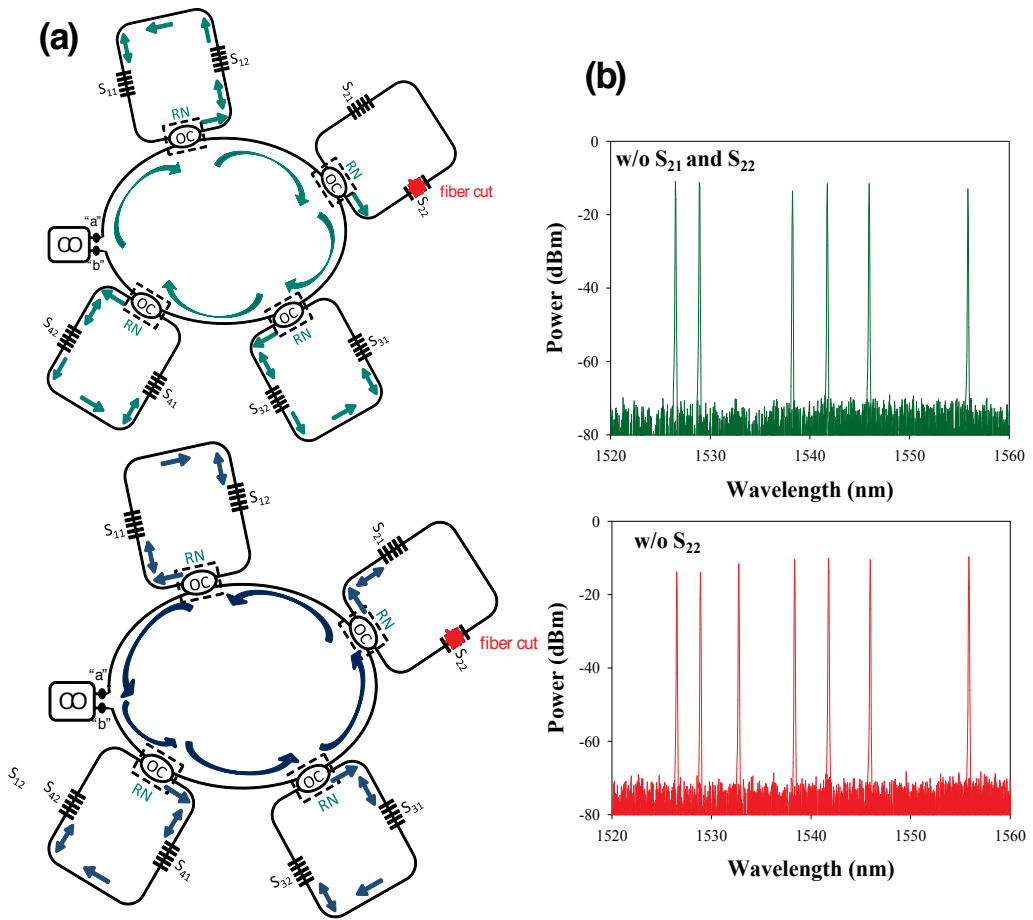 (a)
S11
S12
RN
OC
S21
RN
OC
S22
fiber cut
"a"
"b"
CO
OC
RN
S42
S41
OC
RN
S31
S32
S11
S12
RN
OC
S21
RN
OC
S22
fiber cut
"a"
"b"
CO
OC
RN
S12
S42
S41
OC
RN
S31
S32
(b)
w/o S21 and S22
Power (dBm)
0
-20
-40
-60
-80
1520 1530 1540 1550 1560
Wavelength (nm)
w/o S22
Power (dBm)
0
-20
-40
-60
-80
1520 1530 1540 1550 1560
Wavelength (nm)